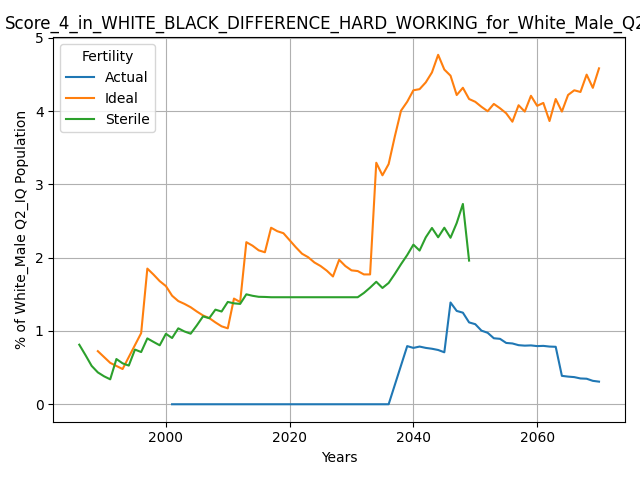 Score_4_in_WHITE_BLACK_DIFFERENCE_HARD_WORKING_for_White_Male_Q2
Fertility
Actual
Ideal
Sterile
% of White_Male Q2_IQ Population
5
4
3
2
1
0
2000 2020 2040 2060
Years